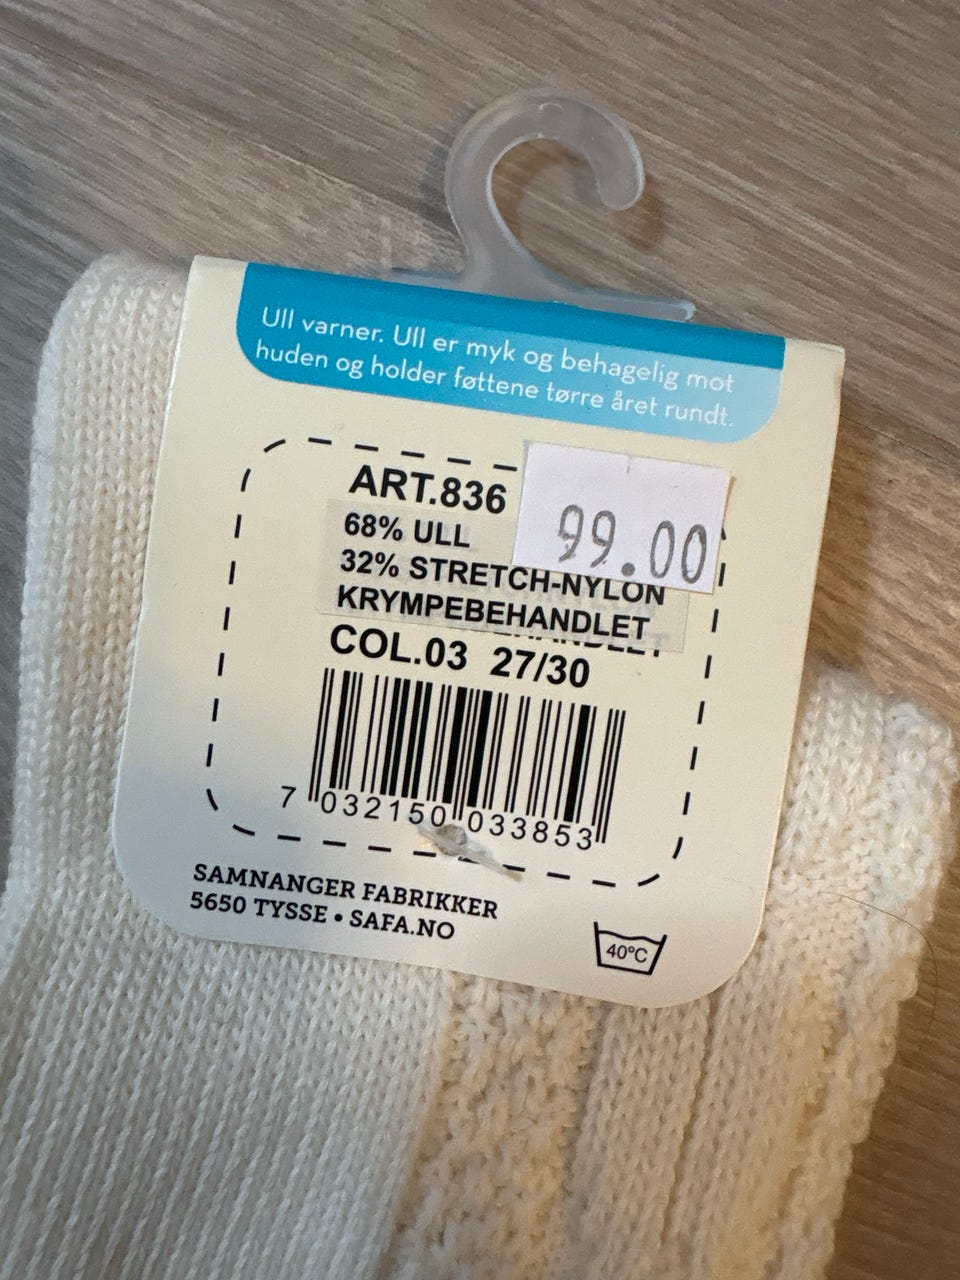 Ull varner. Ull er myk og behagelig mot
huden og holder føttene tørre året rundt.
ART.836
99.00
68% ULL
32% STRETCH-NYLON
KRYMPEBEHANDLET
COL.03 27/30
7 032150 033853
SAMNANGER FABRIKKER
5650 TYSSE • SAFA.NO
40°C